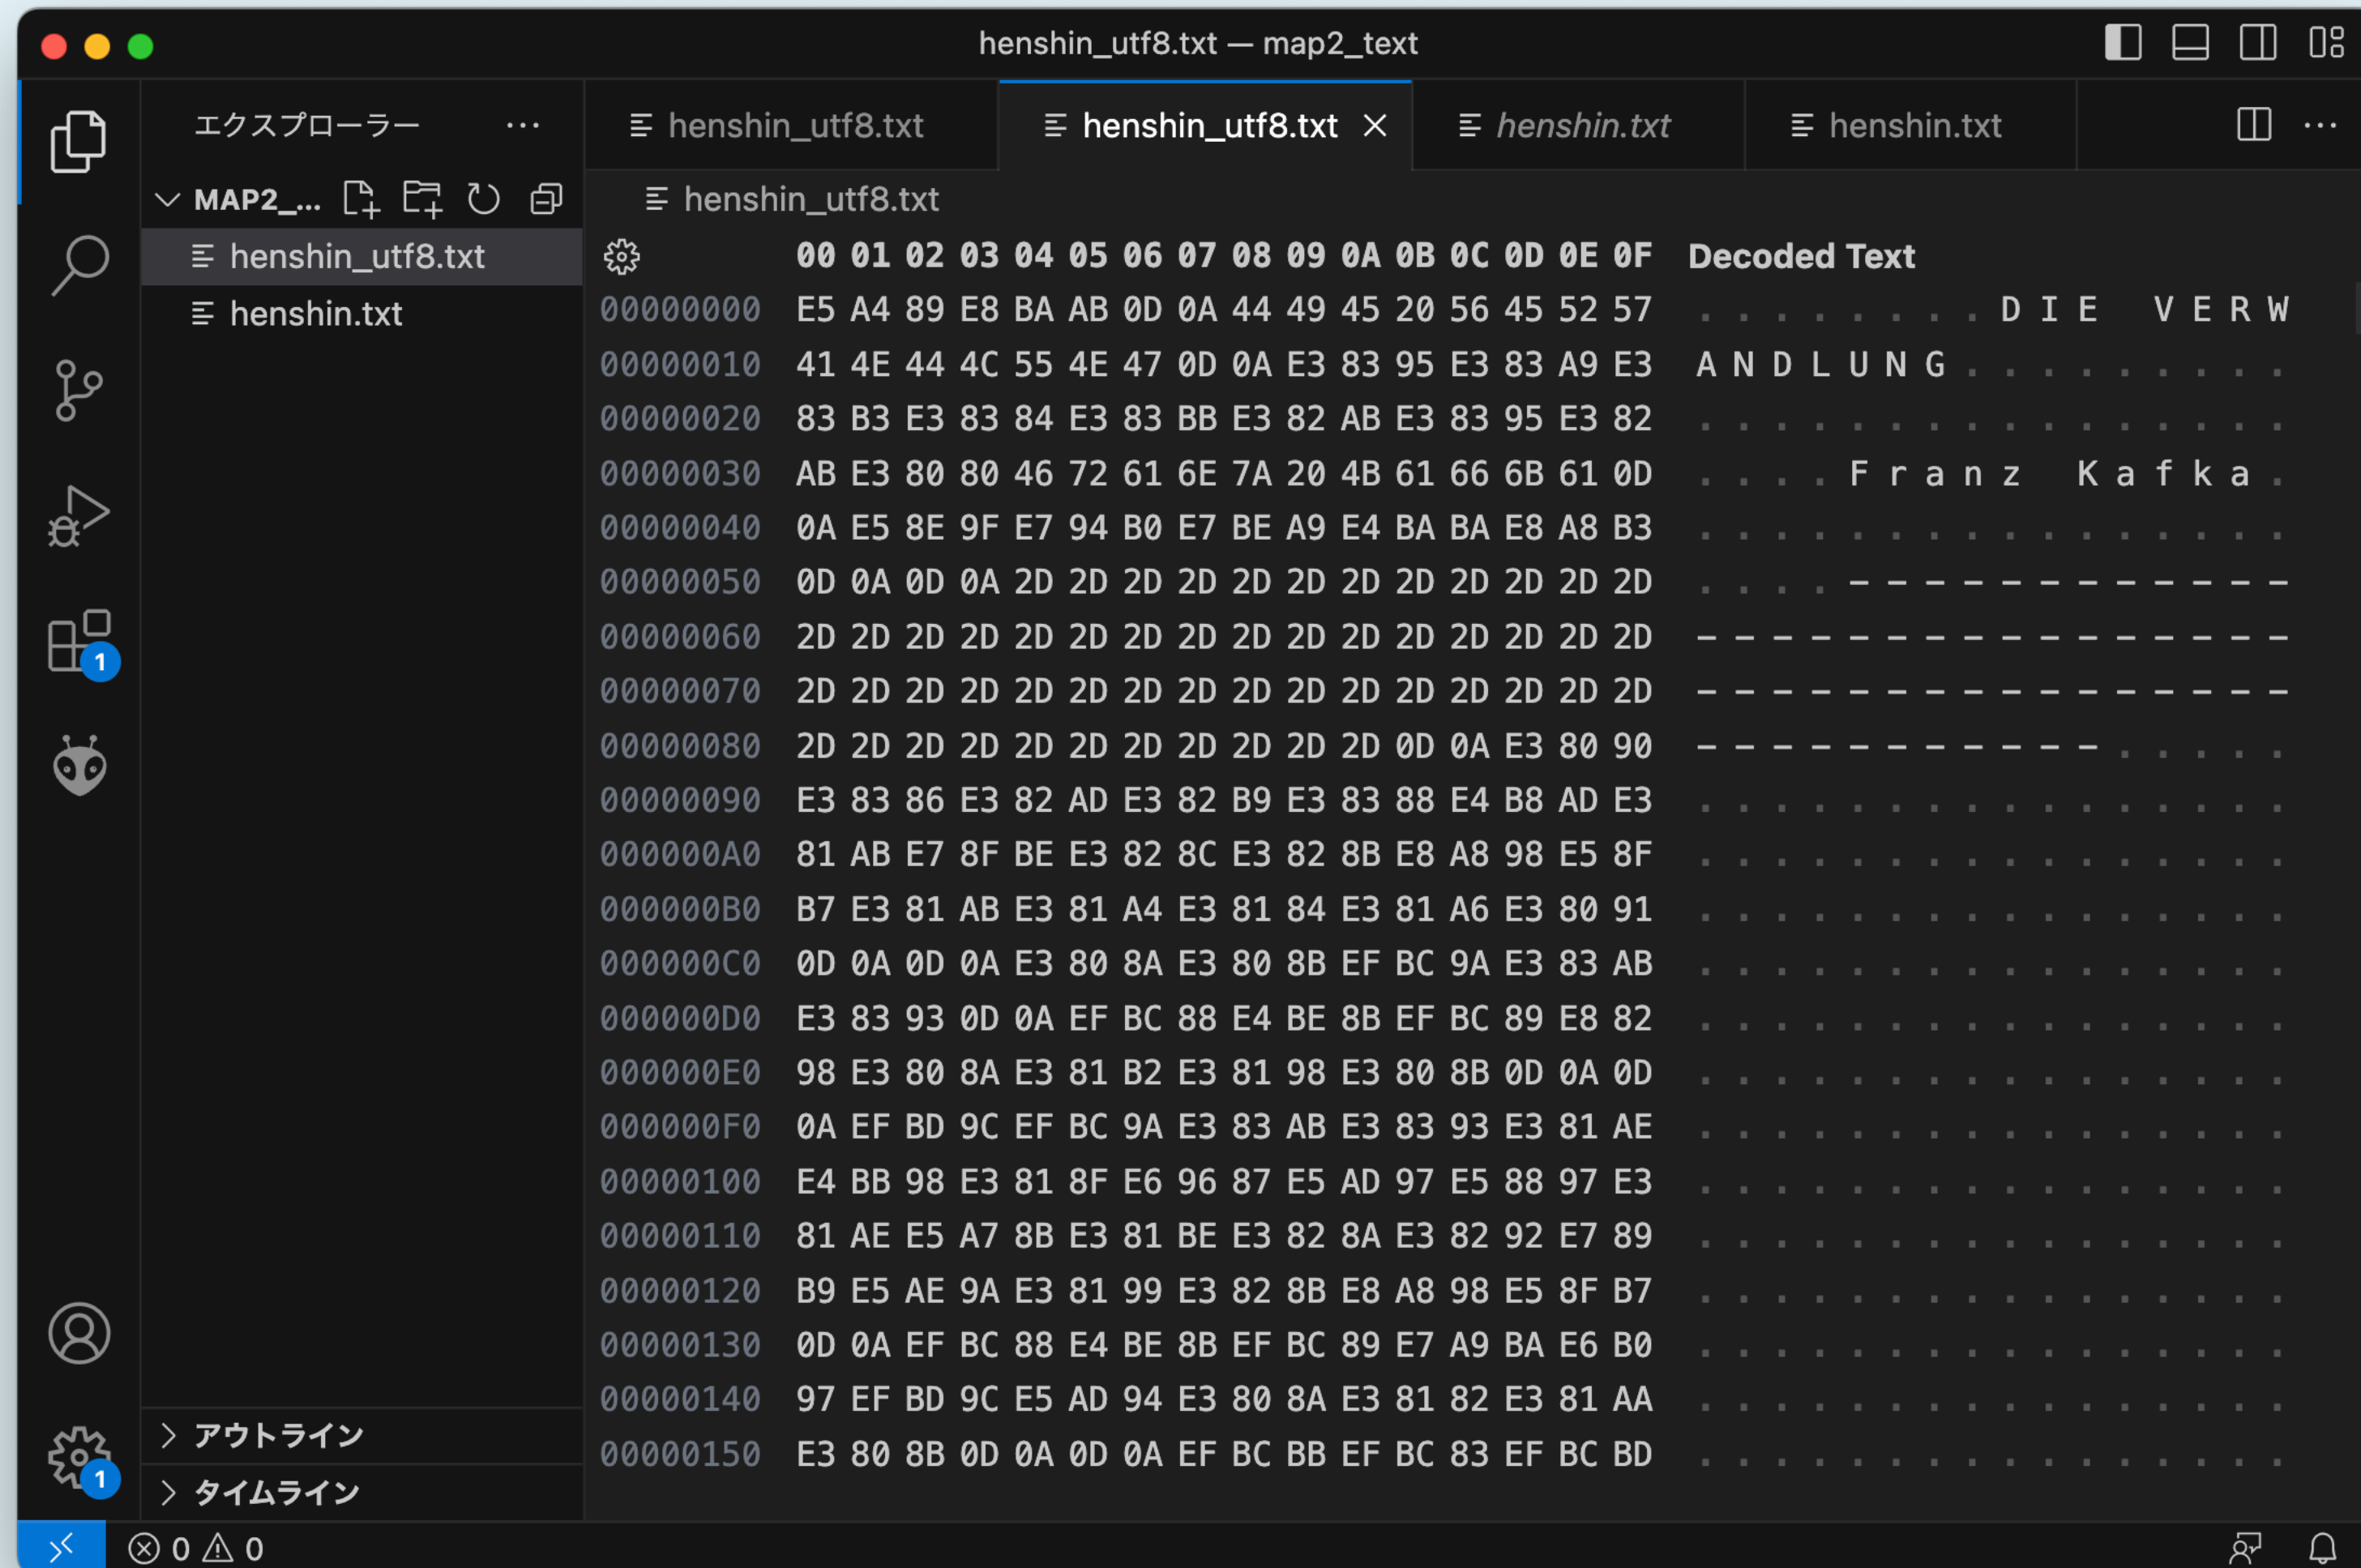 henshin_utf8.txt — map2_text
エクスプローラー ...
henshin_utf8.txt henshin_utf8.txt henshin.txt henshin.txt
MAP2_...
henshin_utf8.txt
henshin.txt
アウトライン
タイムライン
henshin_utf8.txt
00 01 02 03 04 05 06 07 08 09 0A 0B 0C 0D 0E 0F Decoded Text
00000000 E5 A4 89 E8 BA AB 0D 0A 44 49 45 20 56 45 52 57 . . . . . . . . D I E   V E R W
00000010 41 4E 44 4C 55 4E 47 0D 0A E3 83 95 E3 83 A9 E3 A N D L U N G . . . . . . . . .
00000020 83 B3 E3 83 84 E3 83 BB E3 82 AB E3 83 95 E3 82 . . . . . . . . . . . . . . . .
00000030 AB E3 80 80 46 72 61 6E 7A 20 4B 61 66 6B 61 0D . . . . F r a n z   K a f k a .
00000040 0A E5 8E 9F E7 94 B0 E7 BE A9 E4 BA BA E8 A8 B3 . . . . . . . . . . . . . . . .
00000050 0D 0A 0D 0A 2D 2D 2D 2D 2D 2D 2D 2D 2D 2D 2D 2D . . . . - - - - - - - - - - - -
00000060 2D 2D 2D 2D 2D 2D 2D 2D 2D 2D 2D 2D 2D 2D 2D 2D - - - - - - - - - - - - - - - -
00000070 2D 2D 2D 2D 2D 2D 2D 2D 2D 2D 2D 2D 2D 2D 2D 2D - - - - - - - - - - - - - - - -
00000080 2D 2D 2D 2D 2D 2D 2D 2D 2D 2D 2D 0D 0A E3 80 90 - - - - - - - - - - - . . . . .
00000090 E3 83 86 E3 82 AD E3 82 B9 E3 83 88 E4 B8 AD E3 . . . . . . . . . . . . . . . .
000000A0 81 AB E7 8F BE E3 82 8C E3 82 8B E8 A8 98 E5 8F . . . . . . . . . . . . . . . .
000000B0 B7 E3 81 AB E3 81 A4 E3 81 84 E3 81 A6 E3 80 91 . . . . . . . . . . . . . . . .
000000C0 0D 0A 0D 0A E3 80 8A E3 80 8B EF BC 9A E3 83 AB . . . . . . . . . . . . . . . .
000000D0 E3 83 93 0D 0A EF BC 88 E4 BE 8B EF BC 89 E8 82 . . . . . . . . . . . . . . . .
000000E0 98 E3 80 8A E3 81 B2 E3 81 98 E3 80 8B 0D 0A 0D . . . . . . . . . . . . . . . .
000000F0 0A EF BD 9C EF BC 9A E3 83 AB E3 83 93 E3 81 AE . . . . . . . . . . . . . . . .
00000100 E4 BB 98 E3 81 8F E6 96 87 E5 AD 97 E5 88 97 E3 . . . . . . . . . . . . . . . .
00000110 81 AE E5 A7 8B E3 81 BE E3 82 8A E3 82 92 E7 89 . . . . . . . . . . . . . . . .
00000120 B9 E5 AE 9A E3 81 99 E3 82 8B E8 A8 98 E5 8F B7 . . . . . . . . . . . . . . . .
00000130 0D 0A EF BC 88 E4 BE 8B EF BC 89 E7 A9 BA E6 B0 . . . . . . . . . . . . . . . .
00000140 97 EF BD 9C E5 AD 94 E3 80 8A E3 81 82 E3 81 AA . . . . . . . . . . . . . . . .
00000150 E3 80 8B 0D 0A 0D 0A EF BC BB EF BC 83 EF BC BD . . . . . . . . . . . . . . . .
1
1
0 0